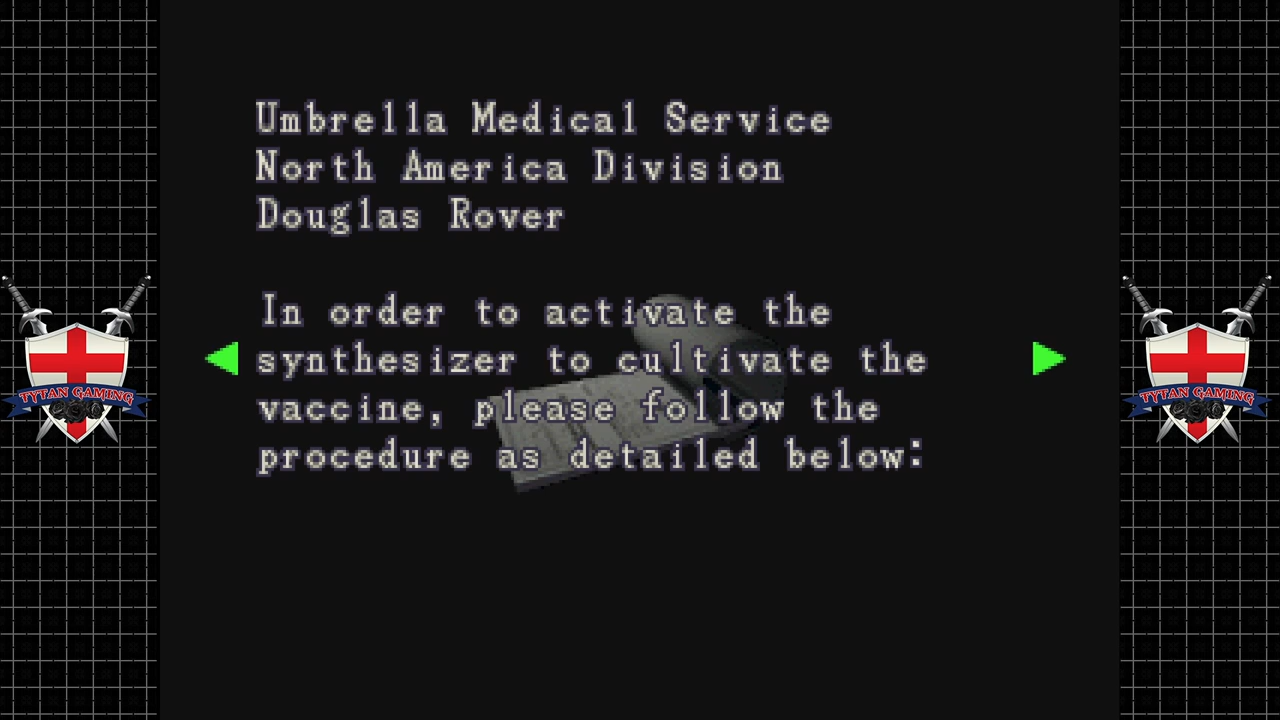 Umbrella Medical Service
North America Division
Douglas Rover
In order to activate the
synthesizer to cultivate the
vaccine, please follow the
procedure as detailed below:
TYTAN GAMING
TYTAN GAMING